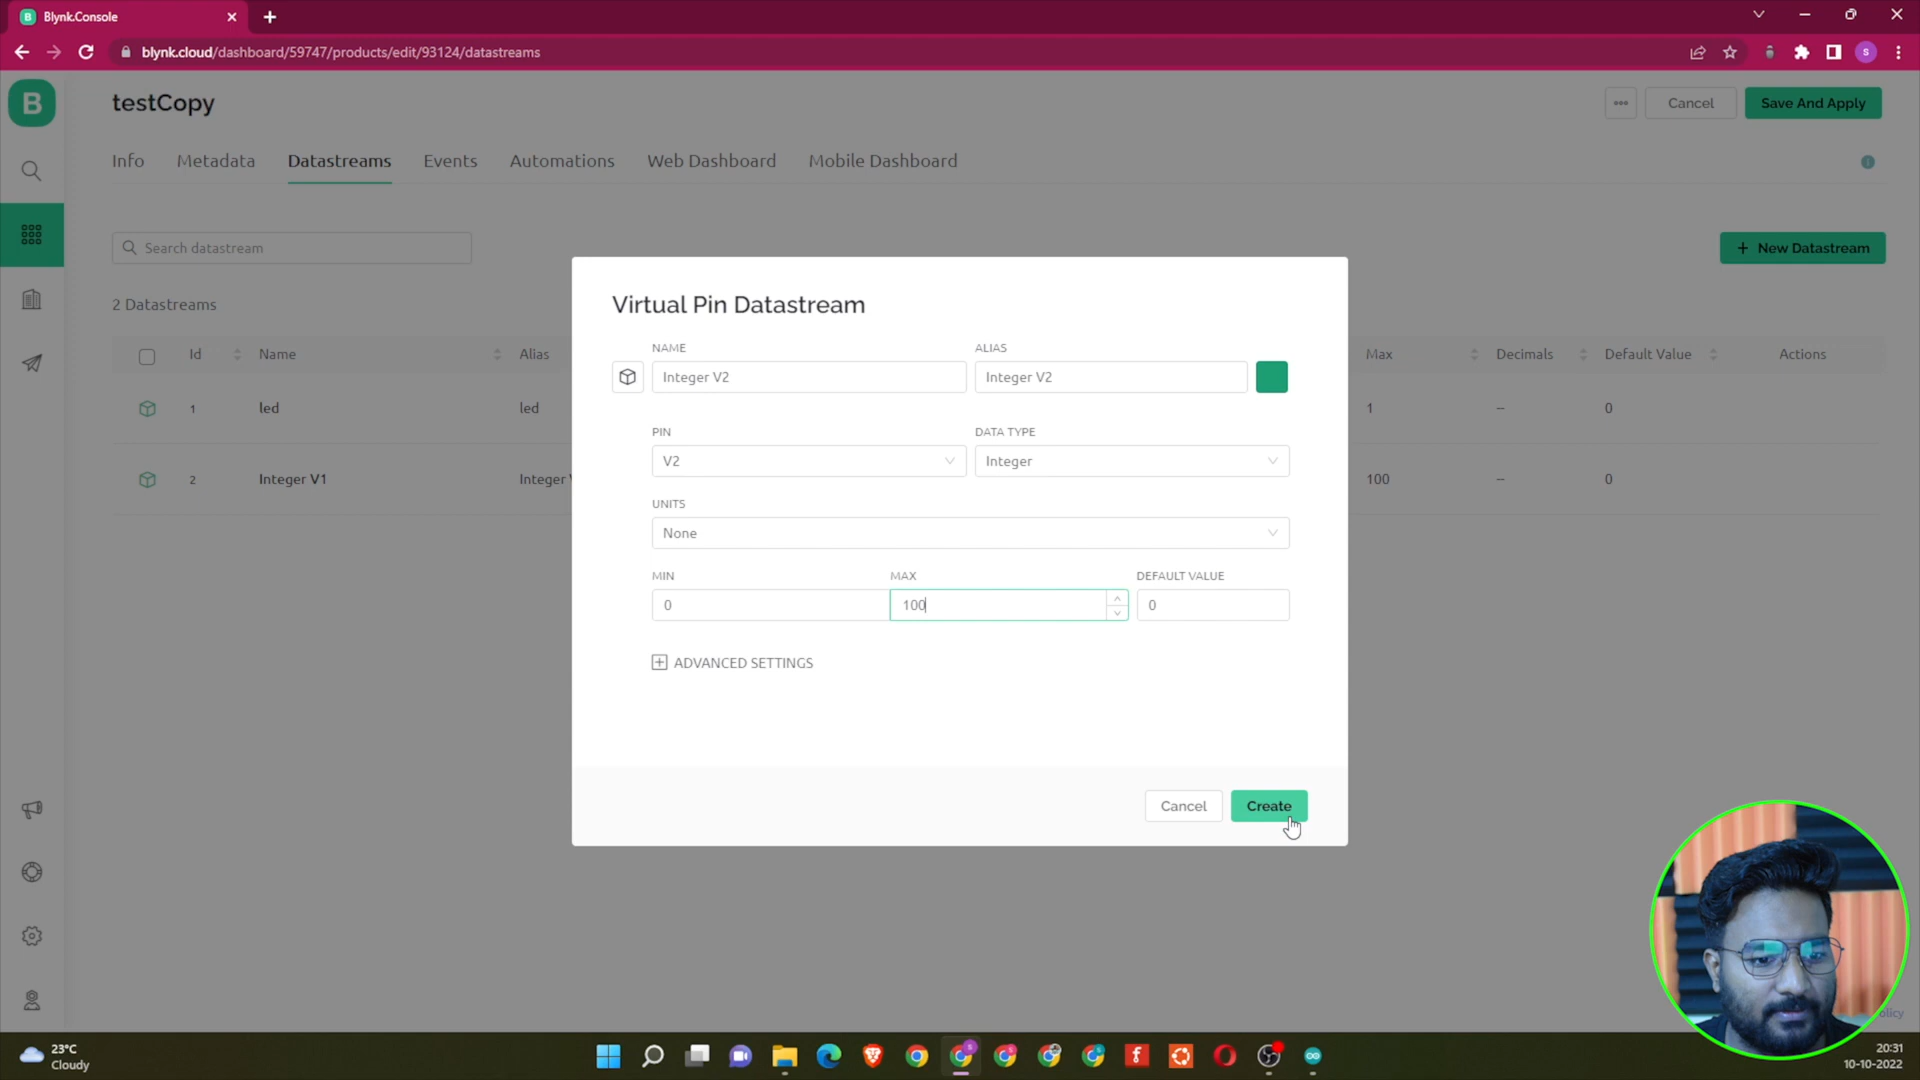 B Blynk.Console
blynk.cloud/dashboard/59747/products/edit/93124/datastreams
S
B
testCopy
Cancel
Save And Apply
Info
Metadata
Datastreams
Events
Automations
Web Dashboard
Mobile Dashboard
Search datastream
+ New Datastream
2 Datastreams
Id
Name
Alias
Max
Decimals
Default Value
Actions
1
led
led
1
–
0
2
Integer V1
Integer
100
–
0
Virtual Pin Datastream
NAME
ALIAS
Integer V2
Integer V2
PIN
DATA TYPE
V2
Integer
UNITS
None
MIN
MAX
DEFAULT VALUE
0
100
0
ADVANCED SETTINGS
Cancel
Create
23°C
Cloudy
20:31
10-10-2022